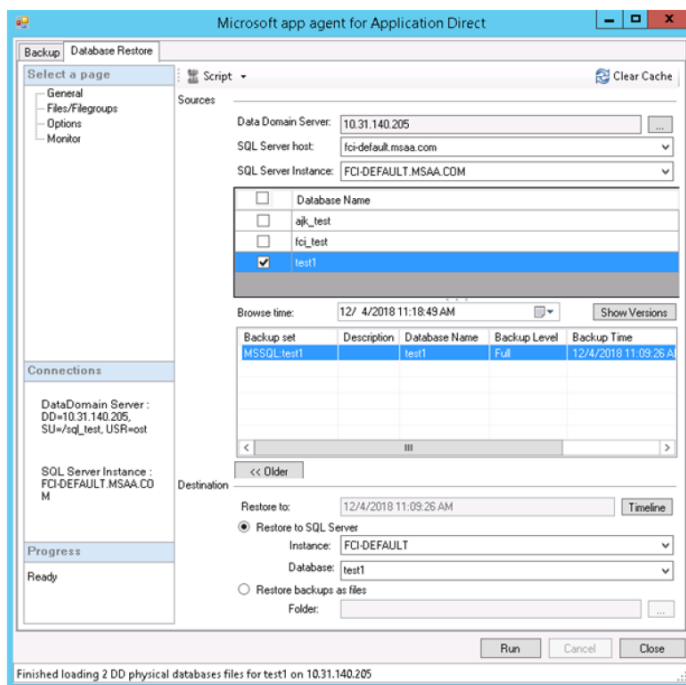 Microsoft app agent for Application Direct
Backup Database Restore
Select a page
General
Files/Filegroups
Options
Monitor
Script
Clear Cache
Sources
Data Domain Server: 10.31.140.205 ...
SQL Server host: fci-default.msaa.com
SQL Server Instance: FCI-DEFAULT.MSAA.COM
Database Name
ajk_test
fci_test
test1
Browse time: 12/ 4/2018 11:18:49 AM Show Versions
Backup set Description Database Name Backup Level Backup Time
MSSQL:test1 test1 Full 12/4/2018 11:09:26 A
<< Older
Connections
DataDomain Server :
DD=10.31.140.205,
SU=/sql_test, USR=ost
SQL Server Instance :
FCI-DEFAULT.MSAA.CO
M
Destination
Restore to: 12/4/2018 11:09:26 AM Timeline
Restore to SQL Server
Instance: FCI-DEFAULT
Database: test1
Restore backups as files
Folder: ...
Progress
Ready
Run Cancel Close
Finished loading 2 DD physical databases files for test1 on 10.31.140.205